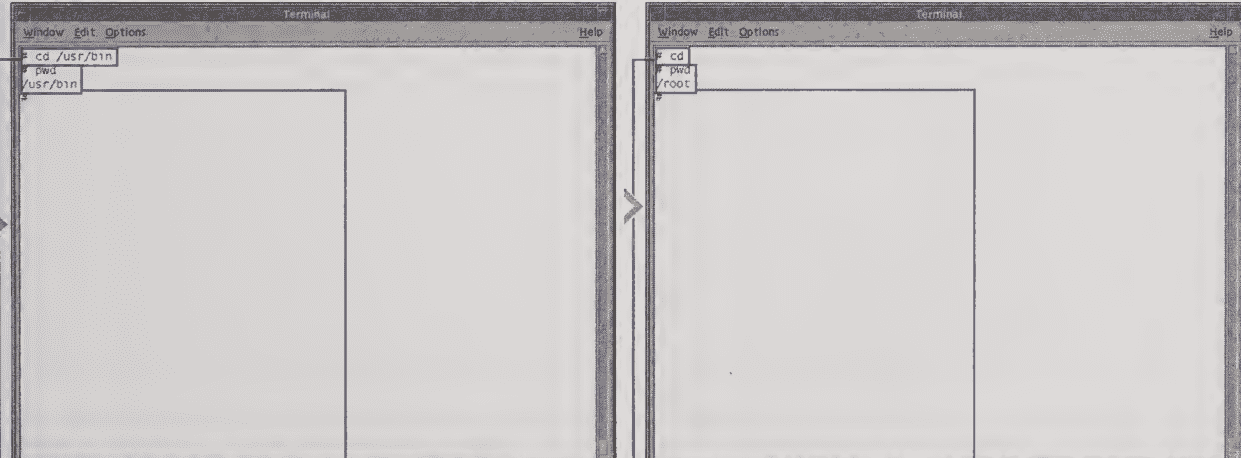 Terminal
Window Edit Options Help
# cd /usr/bin
# pwd
/usr/bin
#
Terminal
Window Edit Options Help
# cd
# pwd
/root
#